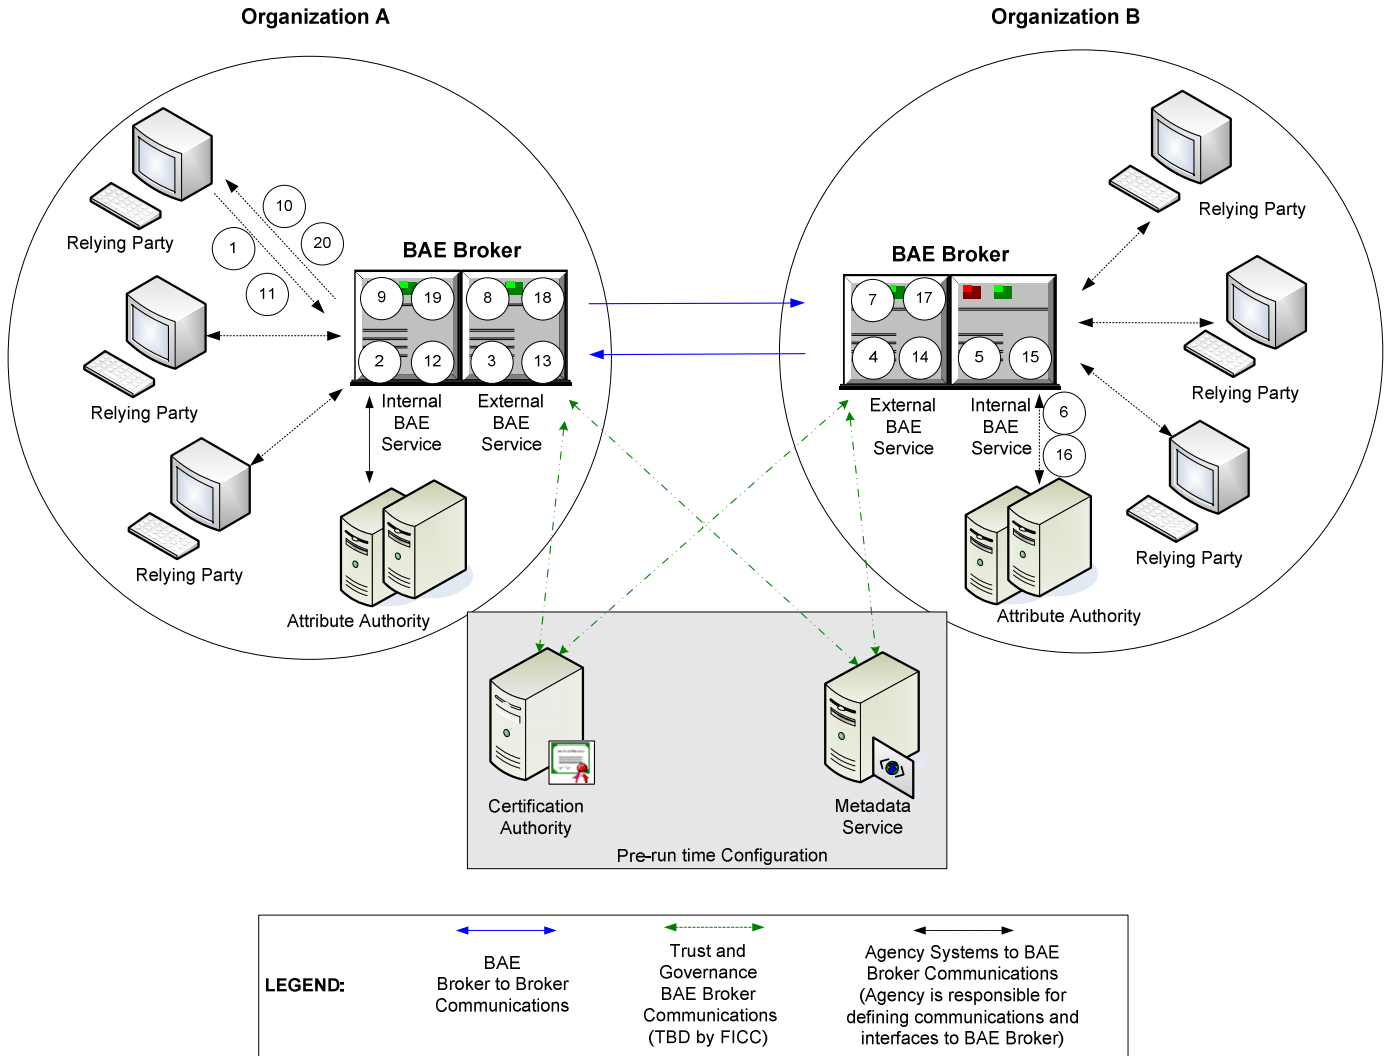 Organization A
Organization B
Relying Party
10
20
1
11
BAE Broker
9
19
8
18
2
12
3
13
Internal
BAE
Service
External
BAE
Service
Relying Party
Relying Party
Attribute Authority
BAE Broker
7
17
4
14
5
15
External
BAE
Service
Internal
BAE
Service
6
16
Relying Party
Relying Party
Relying Party
Attribute Authority
Certification
Authority
Metadata
Service
Pre-run time Configuration
LEGEND:
BAE
Broker to Broker
Communications
Trust and
Governance
BAE Broker
Communications
(TBD by FICC)
Agency Systems to BAE
Broker Communications
(Agency is responsible for
defining communications and
interfaces to BAE Broker)